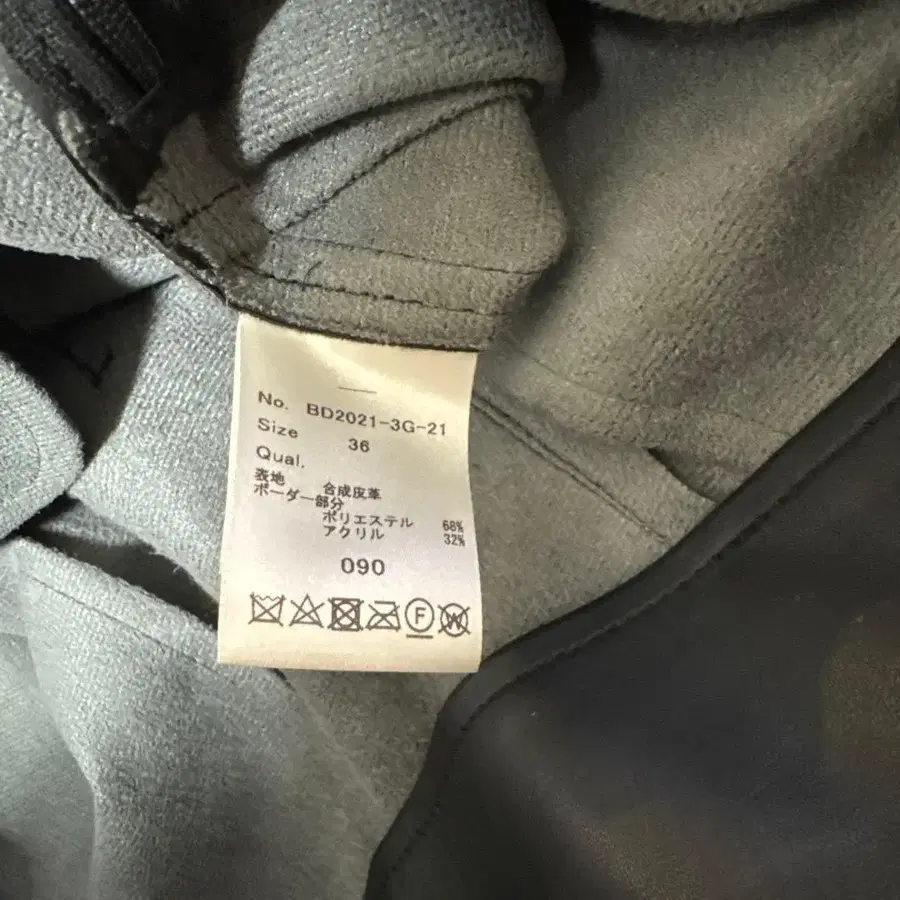 No. BD2021-3G-21
Size 36
Qual.
表地 合成皮革
ボーダー部分
ポリエステル 68%
アクリル 32%
090
F
W